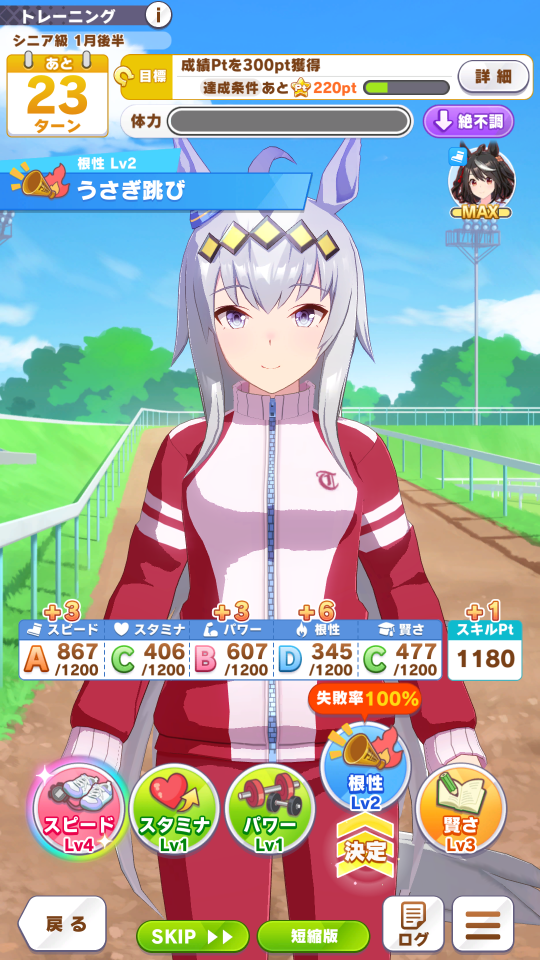 トレーニング
i
シニア級 1月後半
あと
23
ターン
目標
成績Ptを300pt獲得
達成条件 あと Pt 220pt
詳細
体力
絶不調
根性 Lv2
うさぎ跳び
MAX
+3 +3 +6 +1
スピード スタミナ パワー 根性 賢さ スキルPt
A 867 /1200 C 406 /1200 B 607 /1200 D 345 /1200 C 477 /1200 1180
失敗率100%
スピード Lv4
スタミナ Lv1
パワー Lv1
根性 Lv2
賢さ Lv3
決定
戻る
SKIP
短縮版
ログ